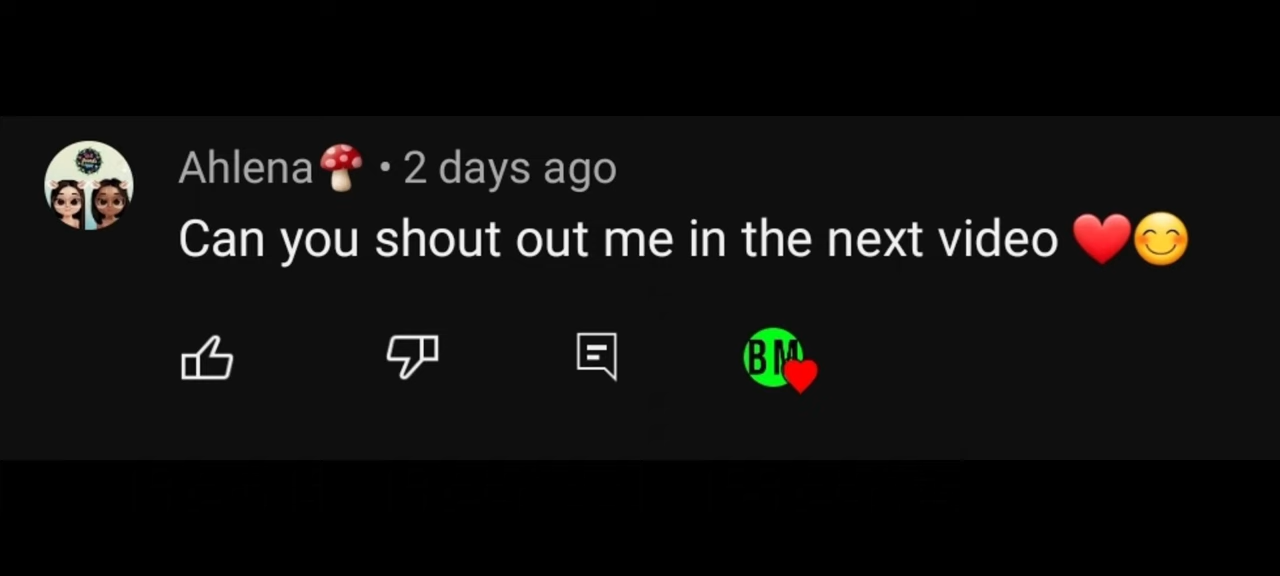 Ahlena🍄 • 2 days ago
Can you shout out me in the next video ❤️😊
BM